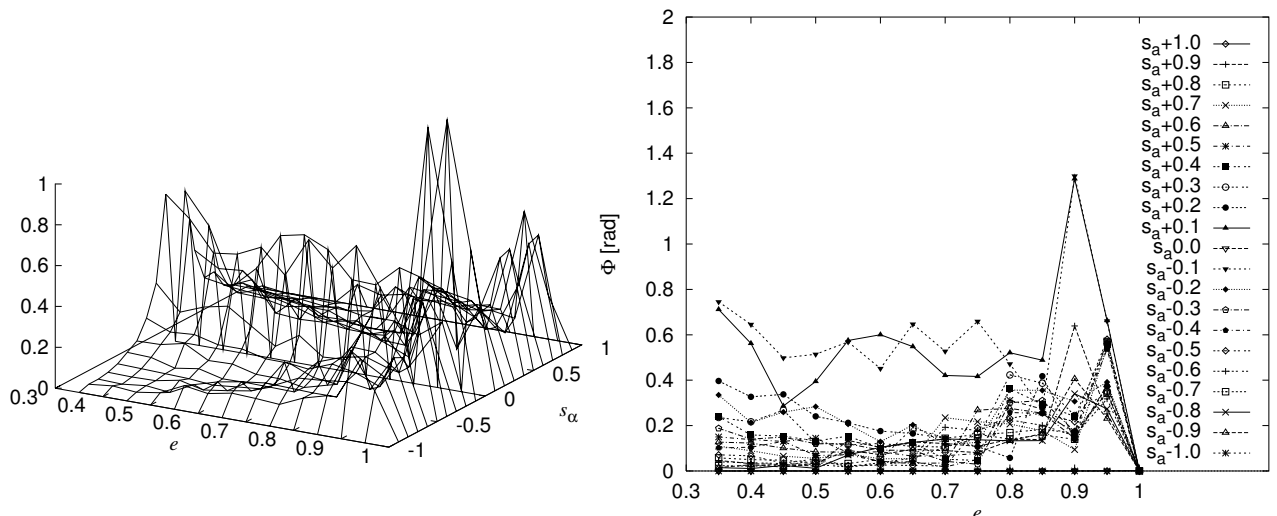 1
0.8
0.6
0.4
0.2
0
0.3
0.4
0.5
0.6
0.7
0.8
0.9
1
e
-1
-0.5
0
0.5
1
sα
2
1.8
1.6
1.4
1.2
1
0.8
0.6
0.4
0.2
0
Φ [rad]
0.3 0.4 0.5 0.6 0.7 0.8 0.9 1
e
sa+1.0
sa+0.9
sa+0.8
sa+0.7
sa+0.6
sa+0.5
sa+0.4
sa+0.3
sa+0.2
sa+0.1
sa0.0
sa-0.1
sa-0.2
sa-0.3
sa-0.4
sa-0.5
sa-0.6
sa-0.7
sa-0.8
sa-0.9
sa-1.0